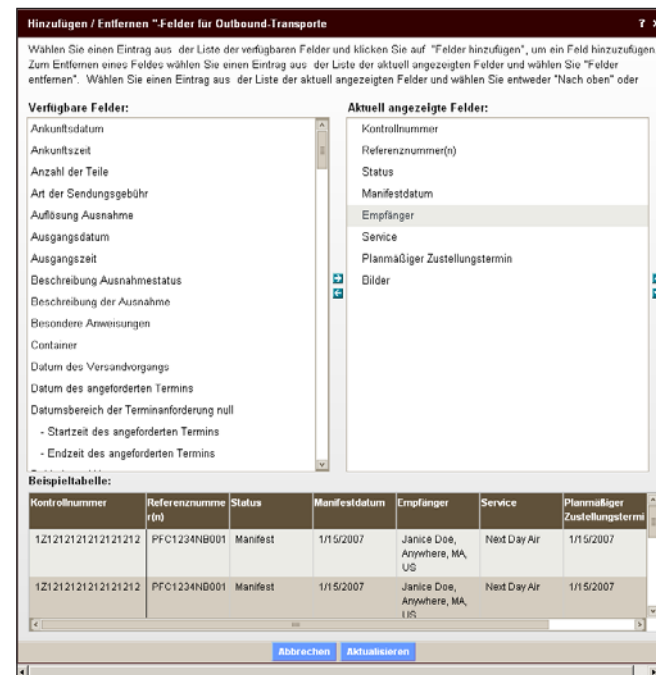 Hinzufügen / Entfernen "-Felder für Outbound-Transporte ?
Wählen Sie einen Eintrag aus der Liste der verfügbaren Felder und klicken Sie auf "Felder hinzufügen", um ein Feld hinzuzufügen.
Zum Entfernen eines Feldes wählen Sie einen Eintrag aus der Liste der aktuell angezeigten Felder und wählen Sie "Felder
entfernen". Wählen Sie einen Eintrag aus der Liste der aktuell angezeigten Felder und wählen Sie entweder "Nach oben" oder
Verfügbare Felder:
Ankunftsdatum
Ankunftszeit
Anzahl der Teile
Art der Sendungsgebühr
Auflösung Ausnahme
Ausgangsdatum
Ausgangszeit
Beschreibung Ausnahmestatus
Beschreibung der Ausnahme
Besondere Anweisungen
Container
Datum des Versandvorgangs
Datum des angeforderten Termins
Datumsbereich der Terminanforderung null
- Startzeit des angeforderten Termins
- Endzeit des angeforderten Termins
Aktuell angezeigte Felder:
Kontrollnummer
Referenznummer(n)
Status
Manifestdatum
Empfänger
Service
Planmäßiger Zustellungstermin
Bilder
Beispieltabelle:
Kontrollnummer Referenznumme Status Manifestdatum Empfänger Service Planmäßiger
r(n) Zustellungstermi
1Z1212121212121212 PFC1234NB001 Manifest 1/15/2007 Janice Doe, Next Day Air 1/15/2007
Anywhere, MA,
US
1Z1212121212121212 PFC1234NB001 Manifest 1/15/2007 Janice Doe, Next Day Air 1/15/2007
Anywhere, MA,
US
Abbrechen Aktualisieren